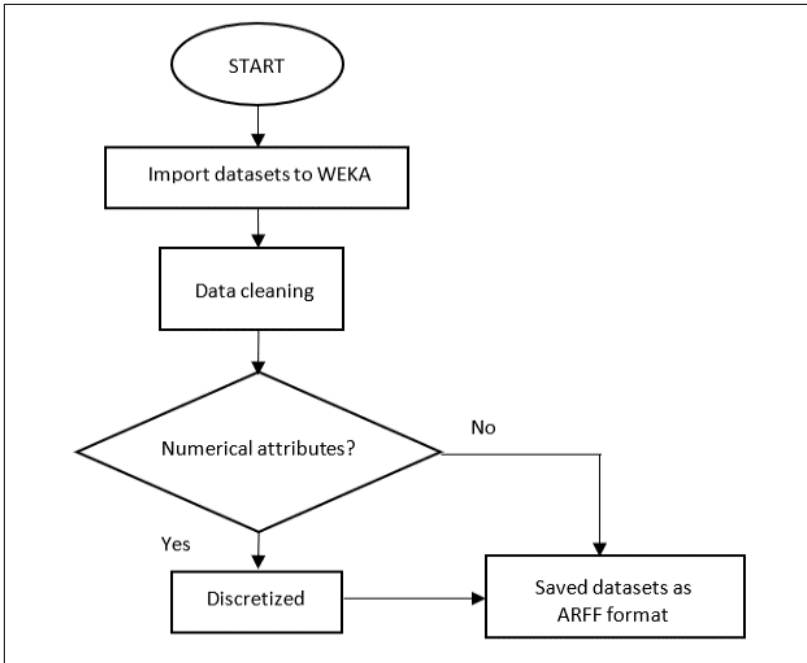 START
Import datasets to WEKA
Data cleaning
Numerical attributes?
No
Yes
Discretized
Saved datasets as
ARFF format